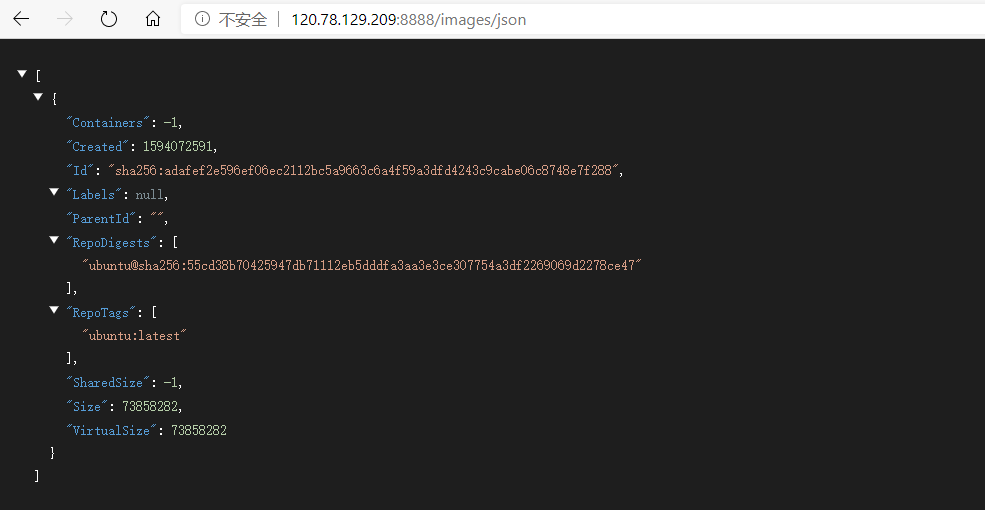 不安全 120.78.129.209:8888/images/json
[
{
"Containers": -1,
"Created": 1594072591,
"Id": "sha256:adafef2e596ef06ec2112bc5a9663c6a4f59a3dfd4243c9cabe06c8748e7f288",
"Labels": null,
"ParentId": "",
"RepoDigests": [
"ubuntu@sha256:55cd38b70425947db71112eb5dddfa3aa3e3ce307754a3df2269069d2278ce47"
],
"RepoTags": [
"ubuntu:latest"
],
"SharedSize": -1,
"Size": 73858282,
"VirtualSize": 73858282
}
]